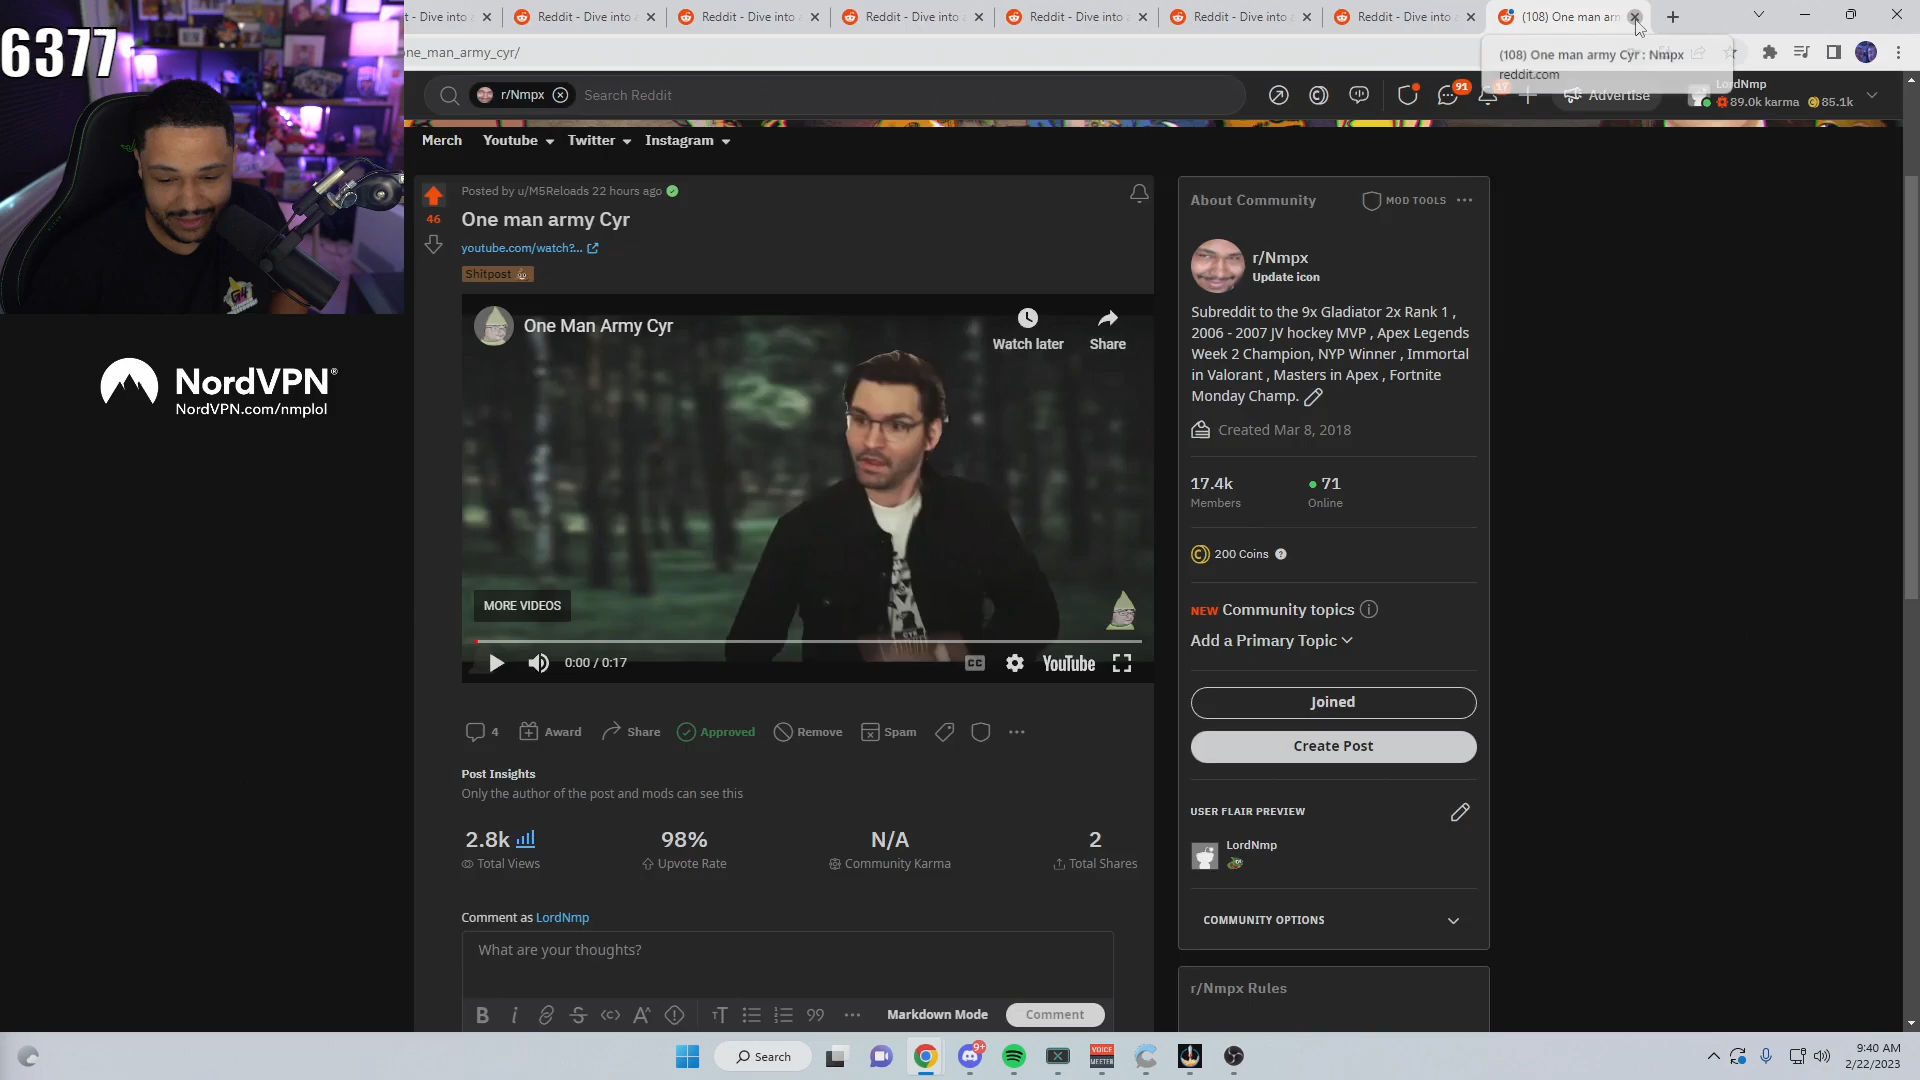 6377
t - Dive into a
Reddit - Dive into a
Reddit - Dive into a
Reddit - Dive into a
Reddit - Dive into a
Reddit - Dive into a
Reddit - Dive into a
(108) One man arm
one_man_army_cyr/
(108) One man army Cyr : Nmpx
reddit.com
r/Nmpx
Search Reddit
91
17
Advertise
LordNmp
89.0k karma
85.1k
Merch
Youtube
Twitter
Instagram
46
Posted by u/M5Reloads 22 hours ago
One man army Cyr
youtube.com/watch?...
Shitpost
One Man Army Cyr
Watch later
Share
MORE VIDEOS
0:00 / 0:17
CC
YouTube
4
Award
Share
Approved
Remove
Spam
Post Insights
Only the author of the post and mods can see this
2.8k
Total Views
98%
Upvote Rate
N/A
Community Karma
2
Total Shares
Comment as LordNmp
What are your thoughts?
Markdown Mode
Comment
NordVPN®
NordVPN.com/nmplol
About Community
MOD TOOLS
r/Nmpx
Update icon
Subreddit to the 9x Gladiator 2x Rank 1 ,
2006 - 2007 JV hockey MVP , Apex Legends
Week 2 Champion, NYP Winner , Immortal
in Valorant , Masters in Apex , Fortnite
Monday Champ.
Created Mar 8, 2018
17.4k
Members
71
Online
200 Coins
NEW Community topics
Add a Primary Topic
Joined
Create Post
USER FLAIR PREVIEW
LordNmp
COMMUNITY OPTIONS
r/Nmpx Rules
Search
9+
VOICE
MEETER
9:40 AM
2/22/2023